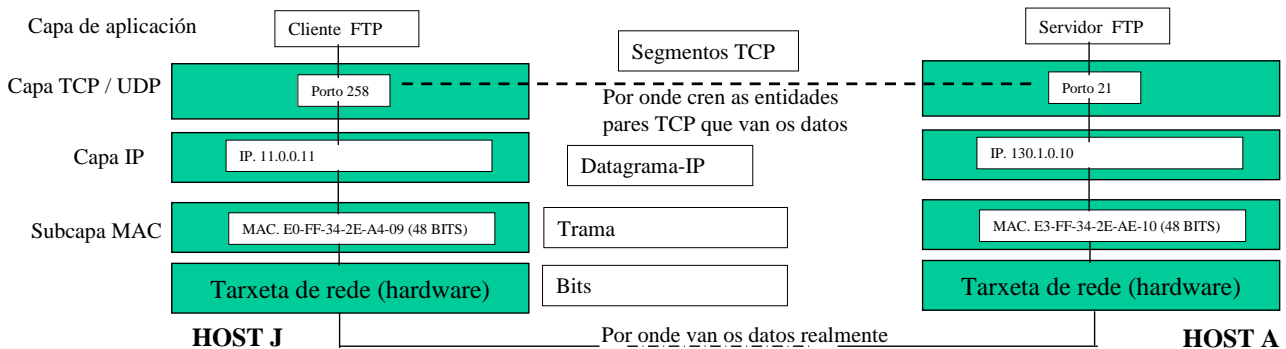 Capa de aplicación
Cliente FTP
Servidor FTP
Segmentos TCP
Capa TCP / UDP
Porto 258
Porto 21
Por onde cren as entidades
pares TCP que van os datos
Capa IP
IP. 11.0.0.11
Datagrama-IP
IP. 130.1.0.10
Subcapa MAC
MAC. E0-FF-34-2E-A4-09 (48 BITS)
Trama
MAC. E3-FF-34-2E-AE-10 (48 BITS)
Tarxeta de rede (hardware)
Bits
Tarxeta de rede (hardware)
HOST J
Por onde van os datos realmente
HOST A